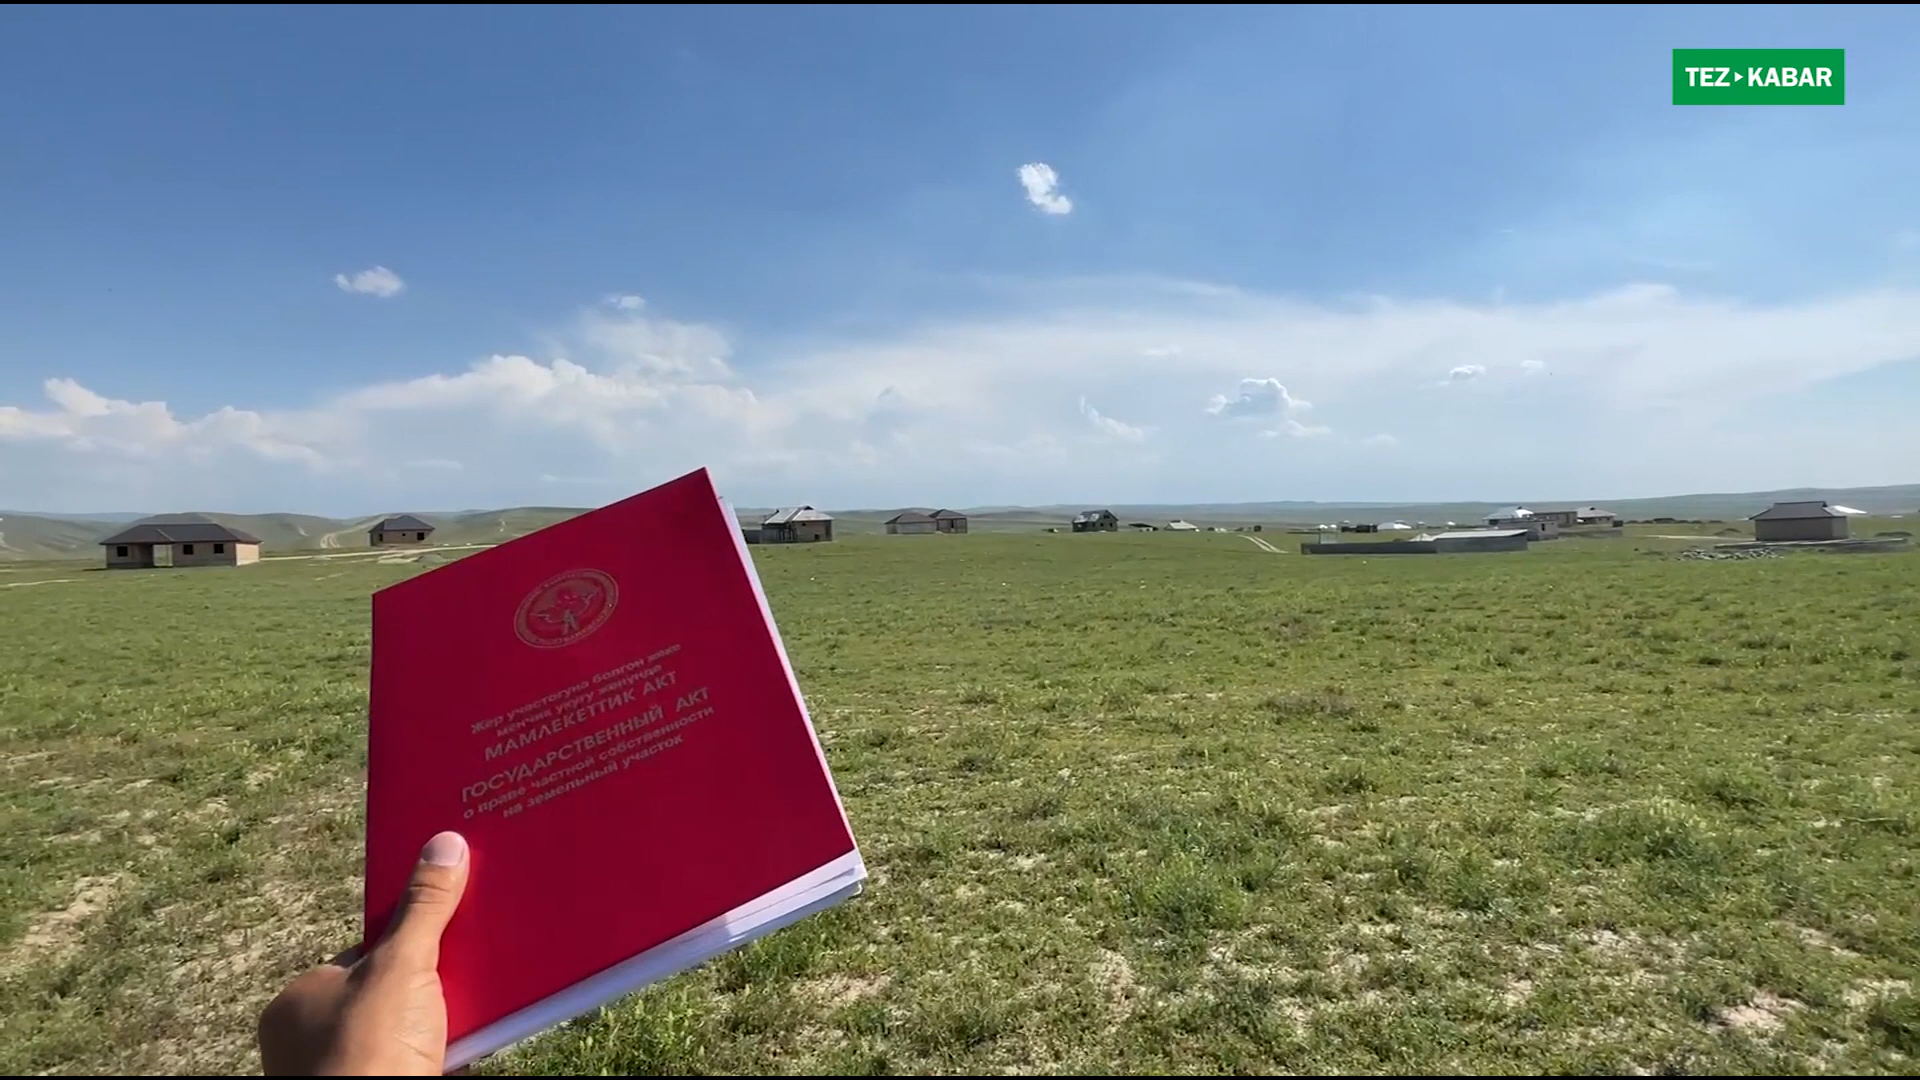 TEZ KABAR
Жер участогуна болгон жеке
менчик укугу жөнүндө
МАМЛЕКЕТТИК АКТ
ГОСУДАРСТВЕННЫЙ АКТ
о праве частной собственности
на земельный участок